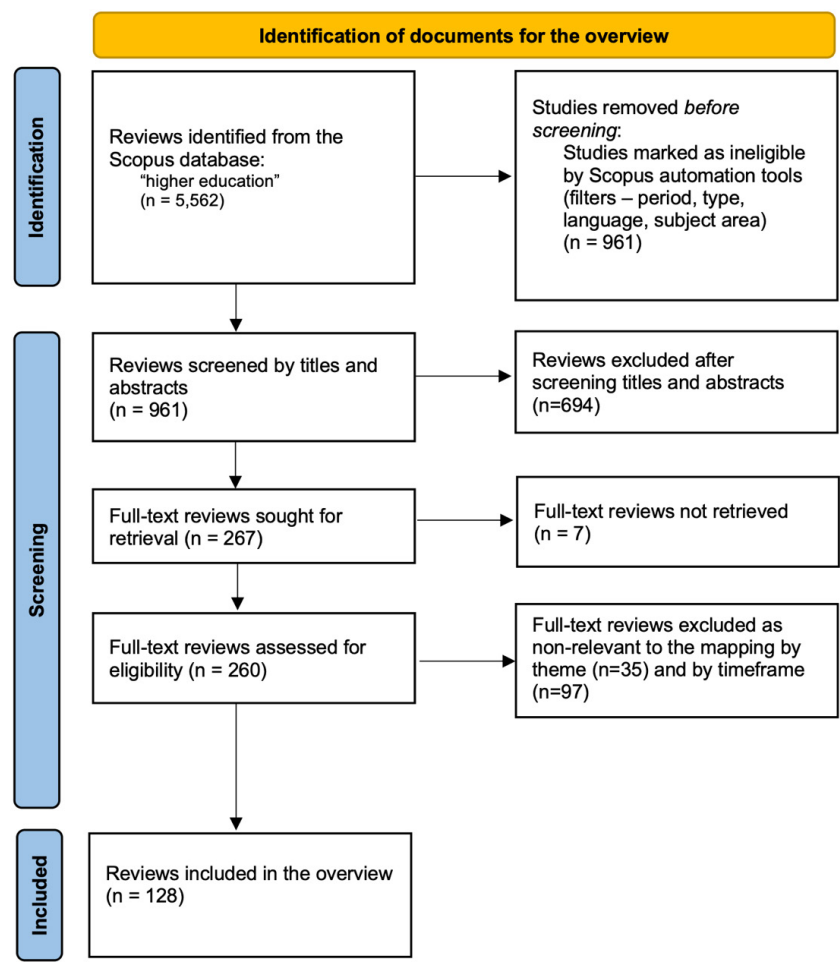 Identification of documents for the overview
Identification
Reviews identified from the
Scopus database:
“higher education”
(n = 5,562)
Studies removed before
screening:
Studies marked as ineligible
by Scopus automation tools
(filters – period, type,
language, subject area)
(n = 961)
Screening
Reviews screened by titles and
abstracts
(n = 961)
Reviews excluded after
screening titles and abstracts
(n=694)
Full-text reviews sought for
retrieval (n = 267)
Full-text reviews not retrieved
(n = 7)
Full-text reviews assessed for
eligibility (n = 260)
Full-text reviews excluded as
non-relevant to the mapping by
theme (n=35) and by timeframe
(n=97)
Included
Reviews included in the overview
(n = 128)